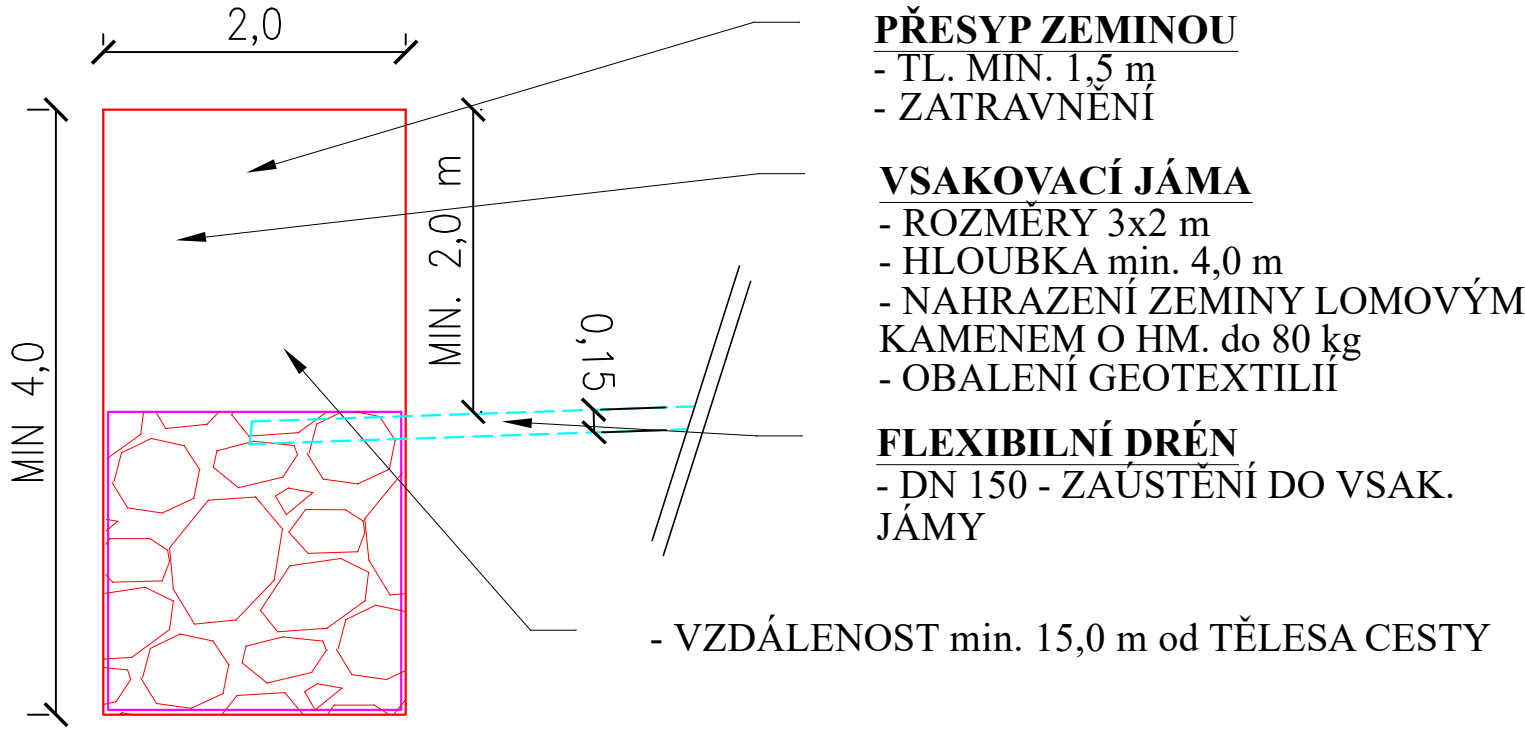 2,0
PŘESYP ZEMINOU
- TL. MIN. 1,5 m
- ZATRAVNĚNÍ
VSAKOVACÍ JÁMA
- ROZMĚRY 3x2 m
- HLOUBKA min. 4,0 m
- NAHRAZENÍ ZEMINY LOMOVÝM
KAMENEM O HM. do 80 kg
- OBALENÍ GEOTEXTILIÍ
MIN. 2,0 m
0,15
MIN 4,0
FLEXIBILNÍ DRÉN
- DN 150 - ZAÚSTĚNÍ DO VSAK.
JÁMY
- VZDÁLENOST min. 15,0 m od TĚLESA CESTY